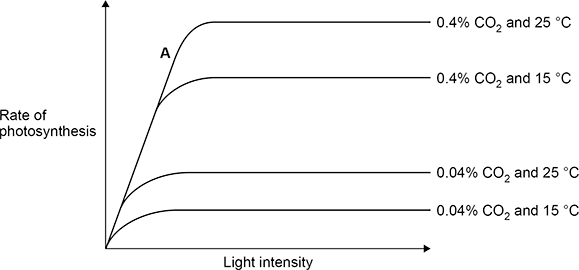 0.4% CO₂ and 25 °C
A
0.4% CO₂ and 15 °C
Rate of
photosynthesis
0.04% CO₂ and 25 °C
0.04% CO₂ and 15 °C
Light intensity